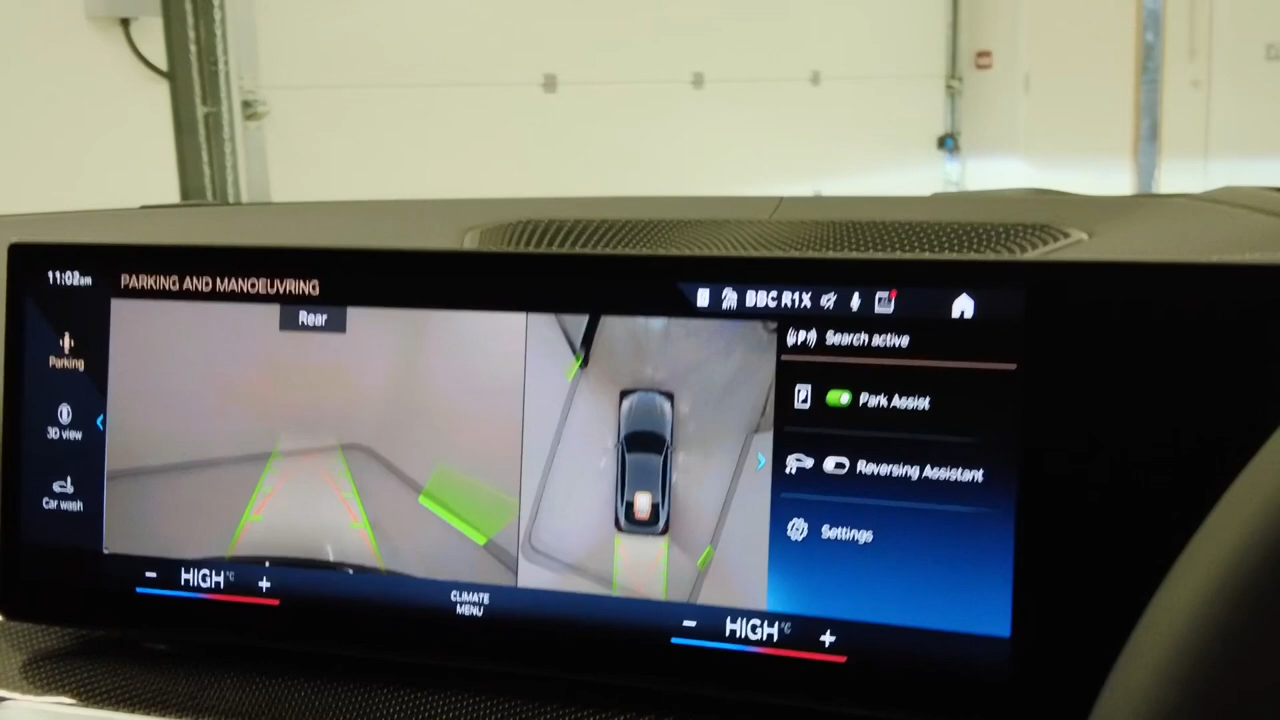 11:02am
PARKING AND MANOEUVRING
BBC R1X
Rear
Parking
3D view
Car wash
(P) Search active
P Park Assist
Reversing Assistant
Settings
- HIGH °C +
CLIMATE
MENU
- HIGH °C +